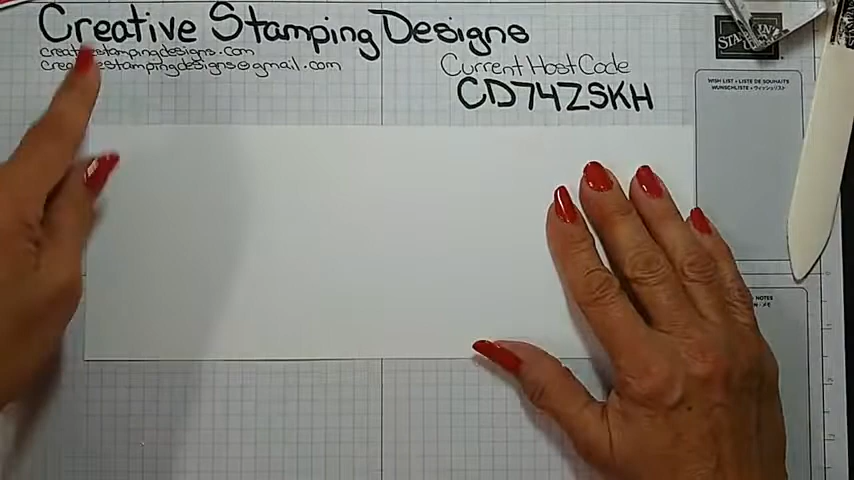 Creative Stamping Designs
creativestampingdesigns.com
creativestampingdesigns@gmail.com
Current Host Code
CD74ZSKH
STAMPIN'
WISH LIST • LISTE DE SOUHAITS
WUNSCHLISTE •
NOTES